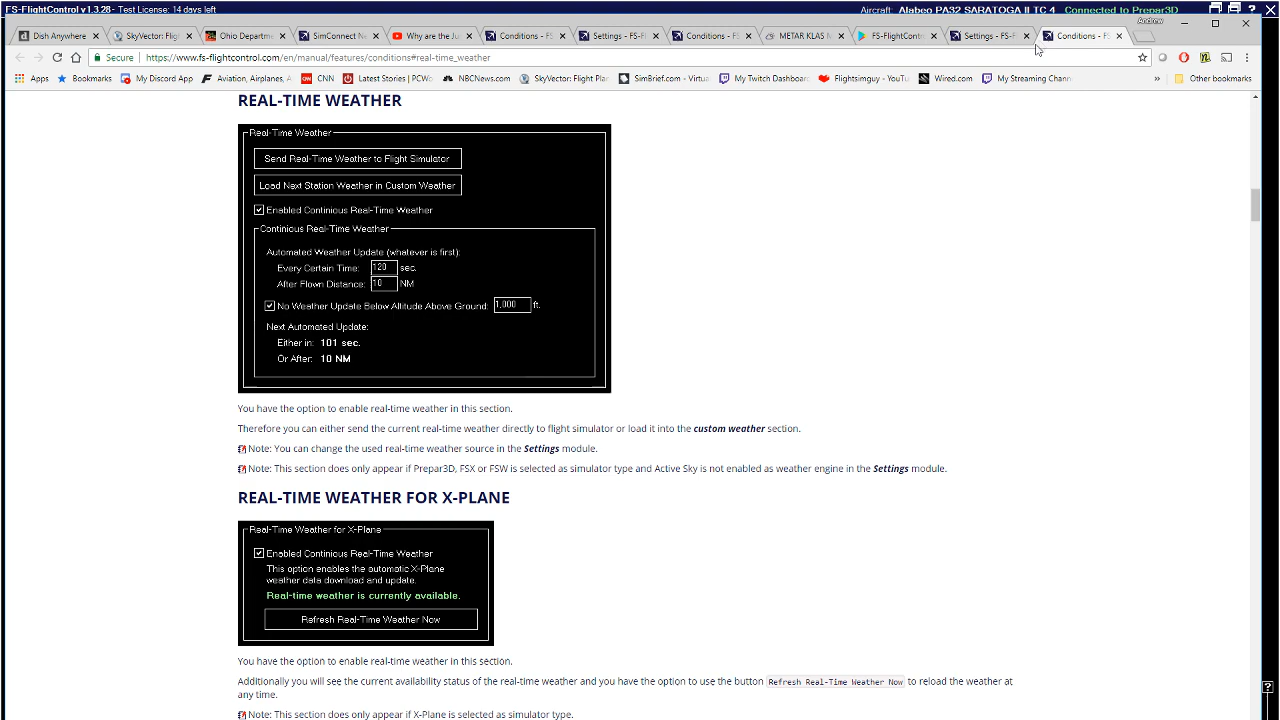 FS-FlightControl v1.3.28- Test License: 14 days left
Aircraft: Alabeo PA32 SARATOGA II TC 4 Connected to Prepar3D
Andrew
Dish Anywhere
SkyVector: Fligh
Ohio Departme
SimConnect Ne
Why are the Ju
Conditions - FS
Settings - FS-Fl
Conditions - FS
METAR KLAS M
FS-FlightContro
Settings - FS-F
Conditions - FS
Secure https://www.fs-flightcontrol.com/en/manual/features/conditions#real-time_weather
Apps
Bookmarks
My Discord App
Aviation, Airplanes, A
CNN
Latest Stories | PCWo
NBCNews.com
SkyVector: Flight Plan
SimBrief.com - Virtua
My Twitch Dashboard
Flightsimguy - YouTu
Wired.com
My Streaming Chann
»
Other bookmarks
REAL-TIME WEATHER
Real-Time Weather
Send Real-Time Weather to Flight Simulator
Load Next Station Weather in Custom Weather
Enabled Continious Real-Time Weather
Continious Real-Time Weather
Automated Weather Update (whatever is first):
Every Certain Time: 120 sec.
After Flown Distance: 10 NM
No Weather Update Below Altitude Above Ground: 1.000 ft.
Next Automated Update:
Either in: 101 sec.
Or After: 10 NM
You have the option to enable real-time weather in this section.
Therefore you can either send the current real-time weather directly to flight simulator or load it into the custom weather section.
Note: You can change the used real-time weather source in the Settings module.
Note: This section does only appear if Prepar3D, FSX or FSW is selected as simulator type and Active Sky is not enabled as weather engine in the Settings module.
REAL-TIME WEATHER FOR X-PLANE
Real-Time Weather for X-Plane
Enabled Continious Real-Time Weather
This option enables the automatic X-Plane
weather data download and update.
Real-time weather is currently available.
Refresh Real-Time Weather Now
You have the option to enable real-time weather in this section.
Additionally you will see the current availability status of the real-time weather and you have the option to use the button Refresh Real-Time Weather Now to reload the weather at
any time.
Note: This section does only appear if X-Plane is selected as simulator type.